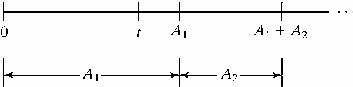 0 t A₁ A₁ + A₂ ...
A₁ A₂